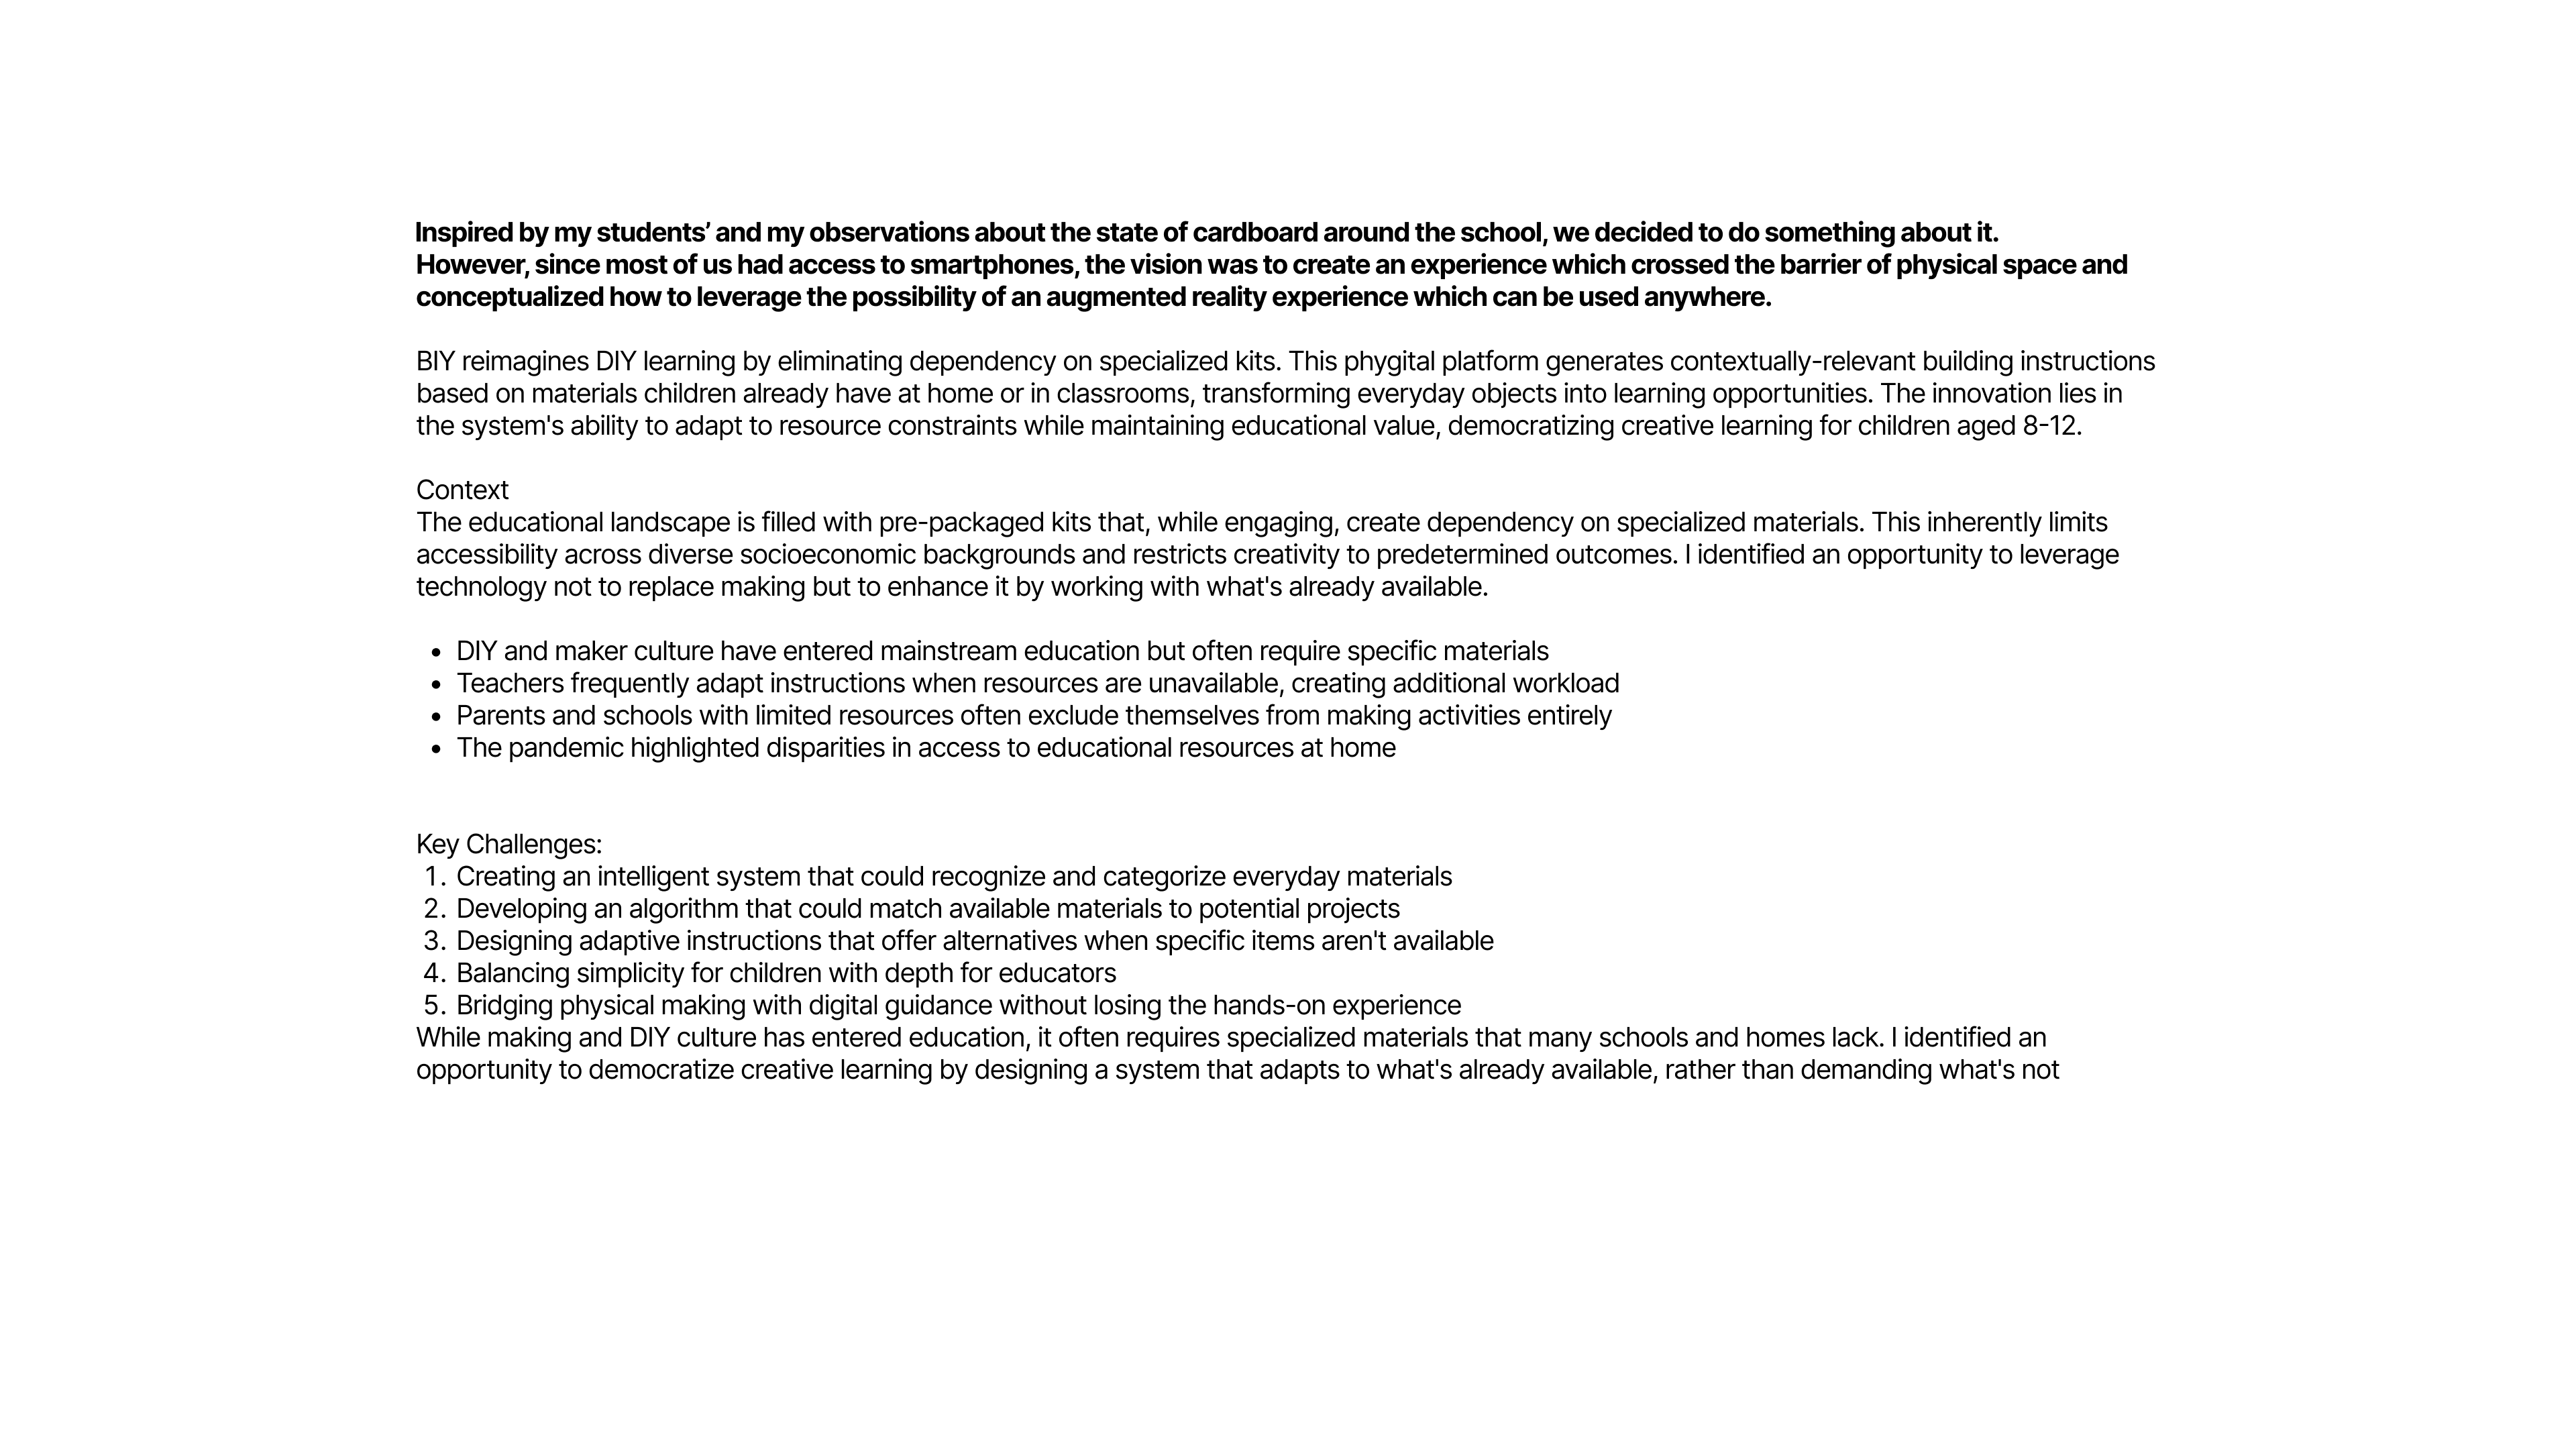 Inspired by my students’ and my observations about the state of cardboard around the school, we decided to do something about it.
However, since most of us had access to smartphones, the vision was to create an experience which crossed the barrier of physical space and
conceptualized how to leverage the possibility of an augmented reality experience which can be used anywhere.
BIY reimagines DIY learning by eliminating dependency on specialized kits. This phygital platform generates contextually-relevant building instructions
based on materials children already have at home or in classrooms, transforming everyday objects into learning opportunities. The innovation lies in
the system's ability to adapt to resource constraints while maintaining educational value, democratizing creative learning for children aged 8-12.
Context
The educational landscape is filled with pre-packaged kits that, while engaging, create dependency on specialized materials. This inherently limits
accessibility across diverse socioeconomic backgrounds and restricts creativity to predetermined outcomes. I identified an opportunity to leverage
technology not to replace making but to enhance it by working with what's already available.
• DIY and maker culture have entered mainstream education but often require specific materials
• Teachers frequently adapt instructions when resources are unavailable, creating additional workload
• Parents and schools with limited resources often exclude themselves from making activities entirely
• The pandemic highlighted disparities in access to educational resources at home
Key Challenges:
1. Creating an intelligent system that could recognize and categorize everyday materials
2. Developing an algorithm that could match available materials to potential projects
3. Designing adaptive instructions that offer alternatives when specific items aren't available
4. Balancing simplicity for children with depth for educators
5. Bridging physical making with digital guidance without losing the hands-on experience
While making and DIY culture has entered education, it often requires specialized materials that many schools and homes lack. I identified an
opportunity to democratize creative learning by designing a system that adapts to what's already available, rather than demanding what's not